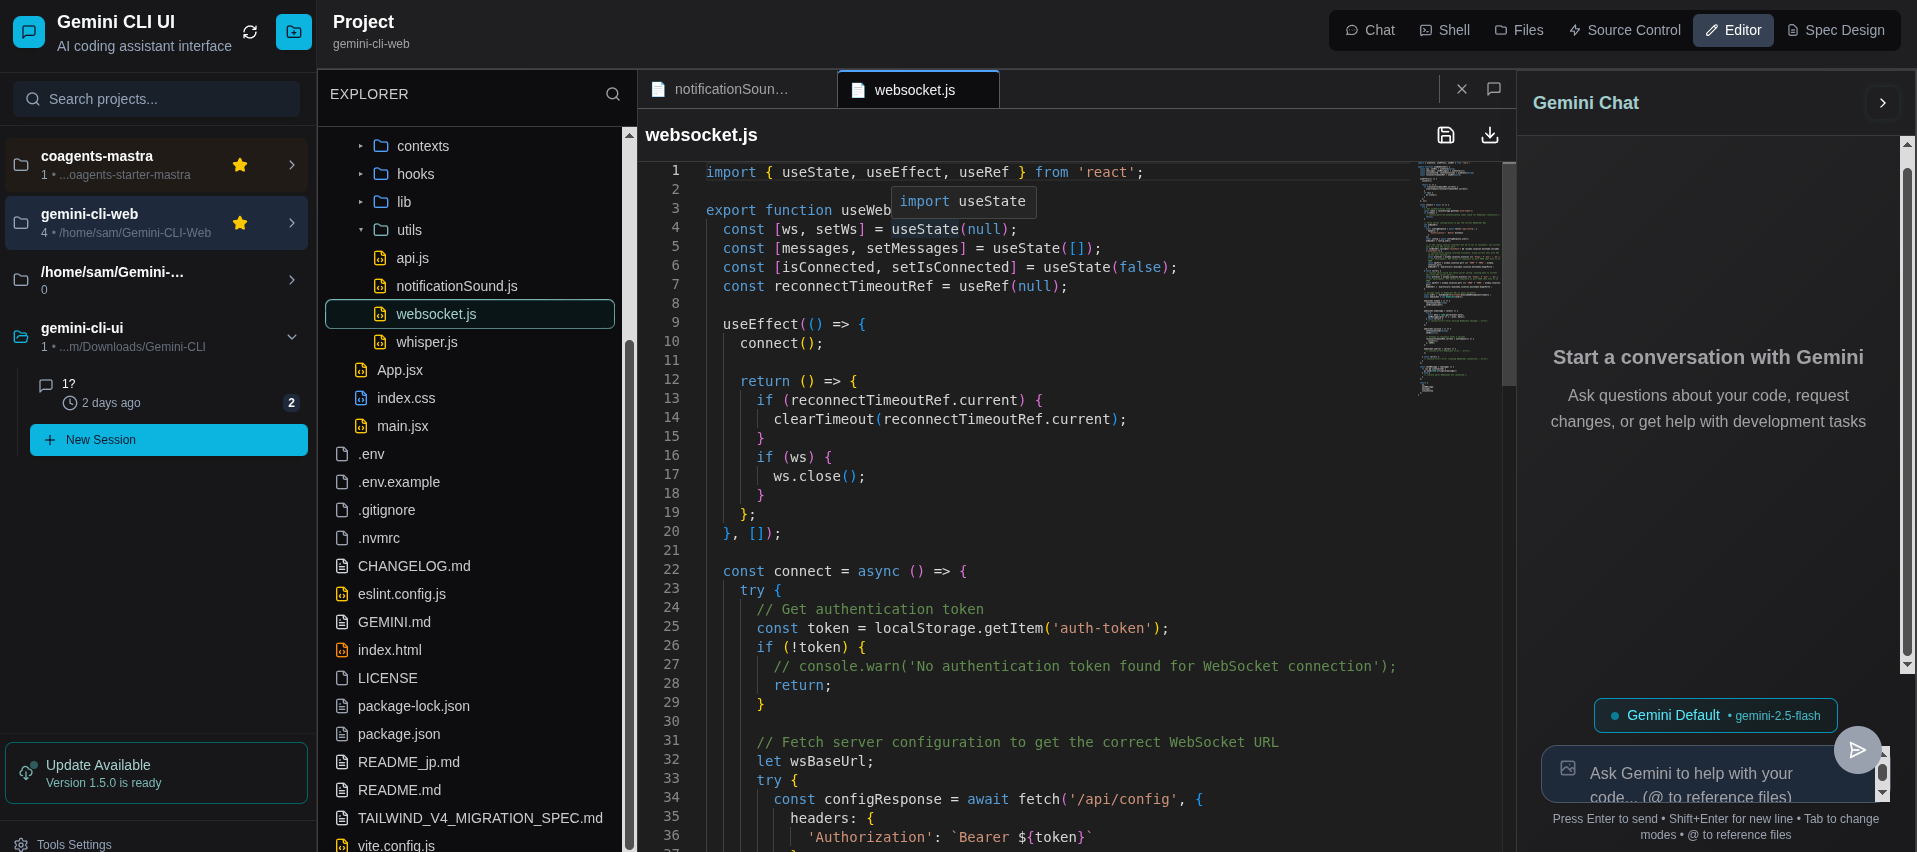 Gemini CLI UI
AI coding assistant interface
Search projects...
coagents-mastra
1 • ...oagents-starter-mastra
gemini-cli-web
4 • /home/sam/Gemini-CLI-Web
/home/sam/Gemini-...
0
gemini-cli-ui
1 • ...m/Downloads/Gemini-CLI
1?
2 days ago
2
New Session
Update Available
Version 1.5.0 is ready
Tools Settings
Project
gemini-cli-web
Chat
Shell
Files
Source Control
Editor
Spec Design
EXPLORER
contexts
hooks
lib
utils
api.js
notificationSound.js
websocket.js
whisper.js
App.jsx
index.css
main.jsx
.env
.env.example
.gitignore
.nvmrc
CHANGELOG.md
eslint.config.js
GEMINI.md
index.html
LICENSE
package-lock.json
package.json
README_jp.md
README.md
TAILWIND_V4_MIGRATION_SPEC.md
vite.config.js
notificationSoun...
websocket.js
websocket.js
1 import { useState, useEffect, useRef } from 'react';
2
import useState
3 export function useWeb
4 const [ws, setWs] = useState(null);
5 const [messages, setMessages] = useState([]);
6 const [isConnected, setIsConnected] = useState(false);
7 const reconnectTimeoutRef = useRef(null);
8
9 useEffect(() => {
10 connect();
11
12 return () => {
13 if (reconnectTimeoutRef.current) {
14 clearTimeout(reconnectTimeoutRef.current);
15 }
16 if (ws) {
17 ws.close();
18 }
19 };
20 }, []);
21
22 const connect = async () => {
23 try {
24 // Get authentication token
25 const token = localStorage.getItem('auth-token');
26 if (!token) {
27 // console.warn('No authentication token found for WebSocket connection');
28 return;
29 }
30
31 // Fetch server configuration to get the correct WebSocket URL
32 let wsBaseUrl;
33 try {
34 const configResponse = await fetch('/api/config', {
35 headers: {
36 'Authorization': `Bearer ${token}`
Gemini Chat
Start a conversation with Gemini
Ask questions about your code, request
changes, or get help with development tasks
Gemini Default • gemini-2.5-flash
Ask Gemini to help with your
code... (@ to reference files)
Press Enter to send • Shift+Enter for new line • Tab to change
modes • @ to reference files